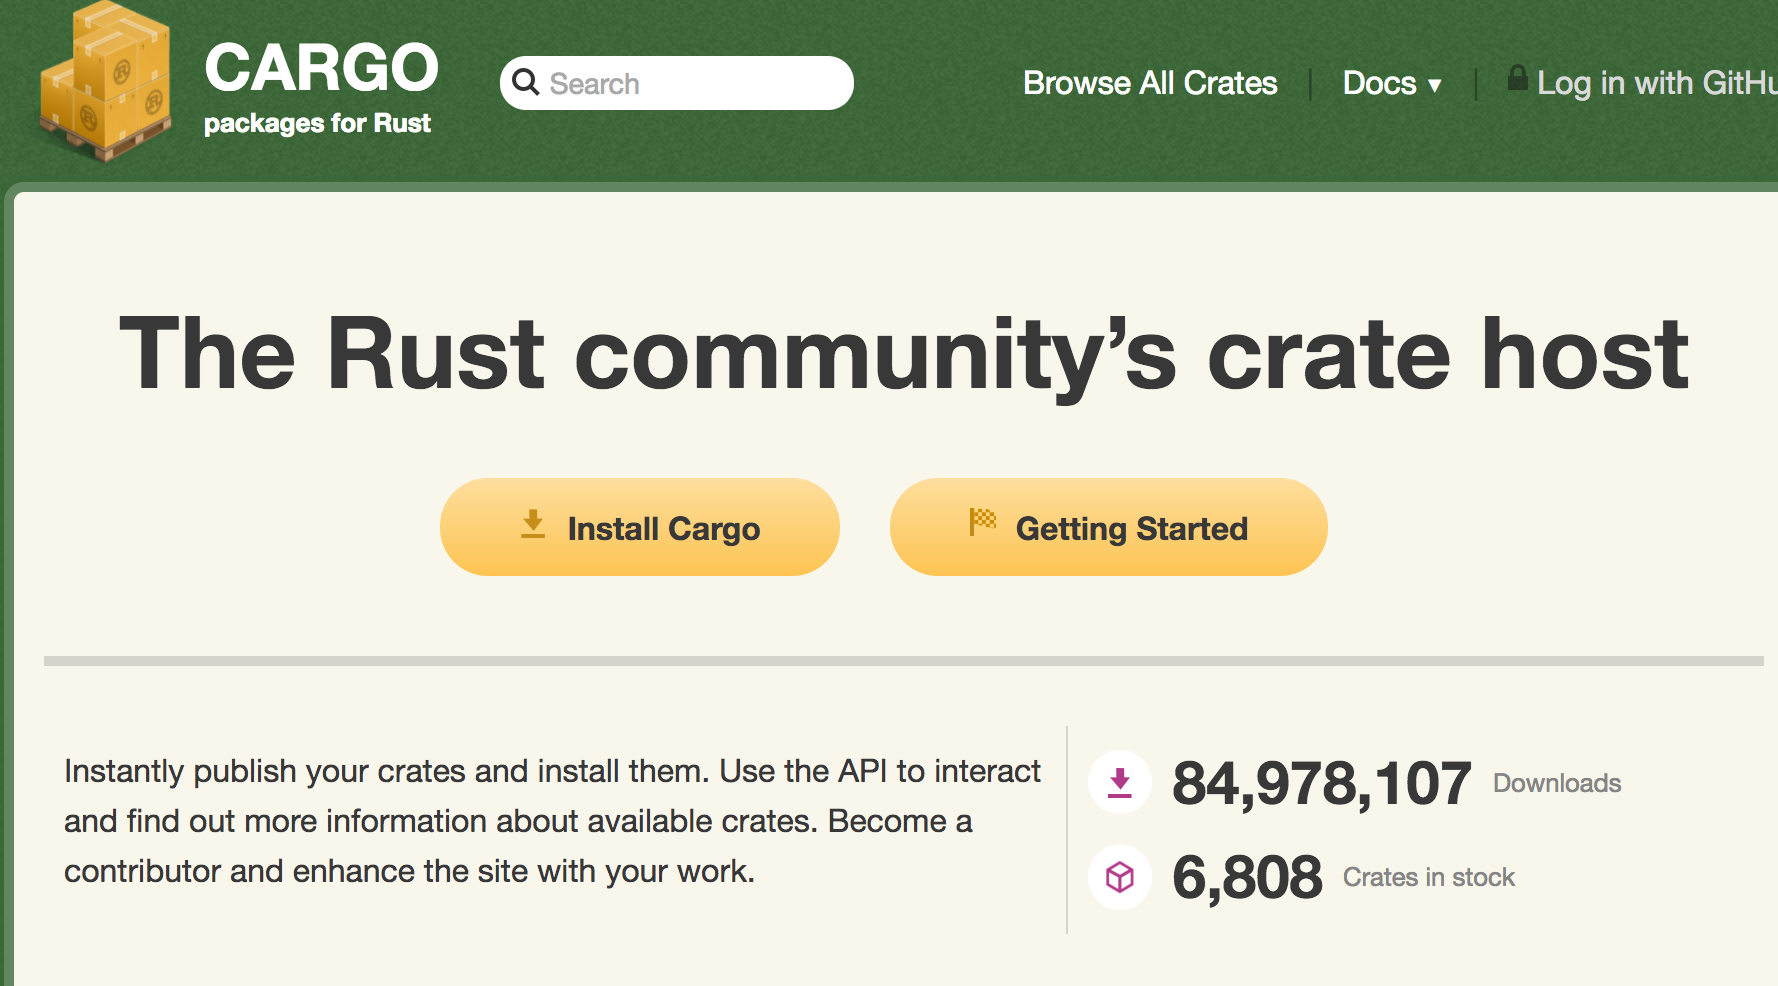 CARGO
packages for Rust
Search
Browse All Crates
Docs ▼
Log in with GitHu
The Rust community’s crate host
Install Cargo
Getting Started
Instantly publish your crates and install them. Use the API to interact
and find out more information about available crates. Become a
contributor and enhance the site with your work.
84,978,107 Downloads
6,808 Crates in stock